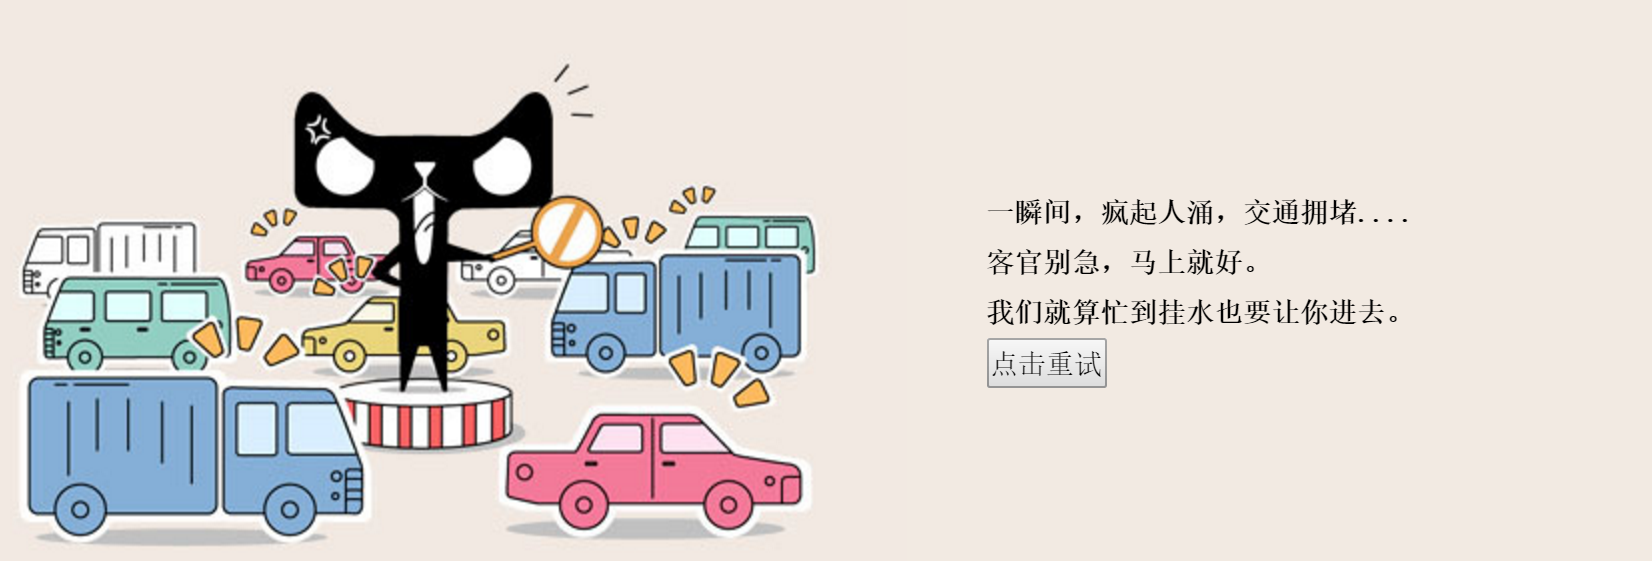 一瞬间，疯起人涌，交通拥堵....
客官别急，马上就好。
我们就算忙到挂水也要让你进去。
点击重试